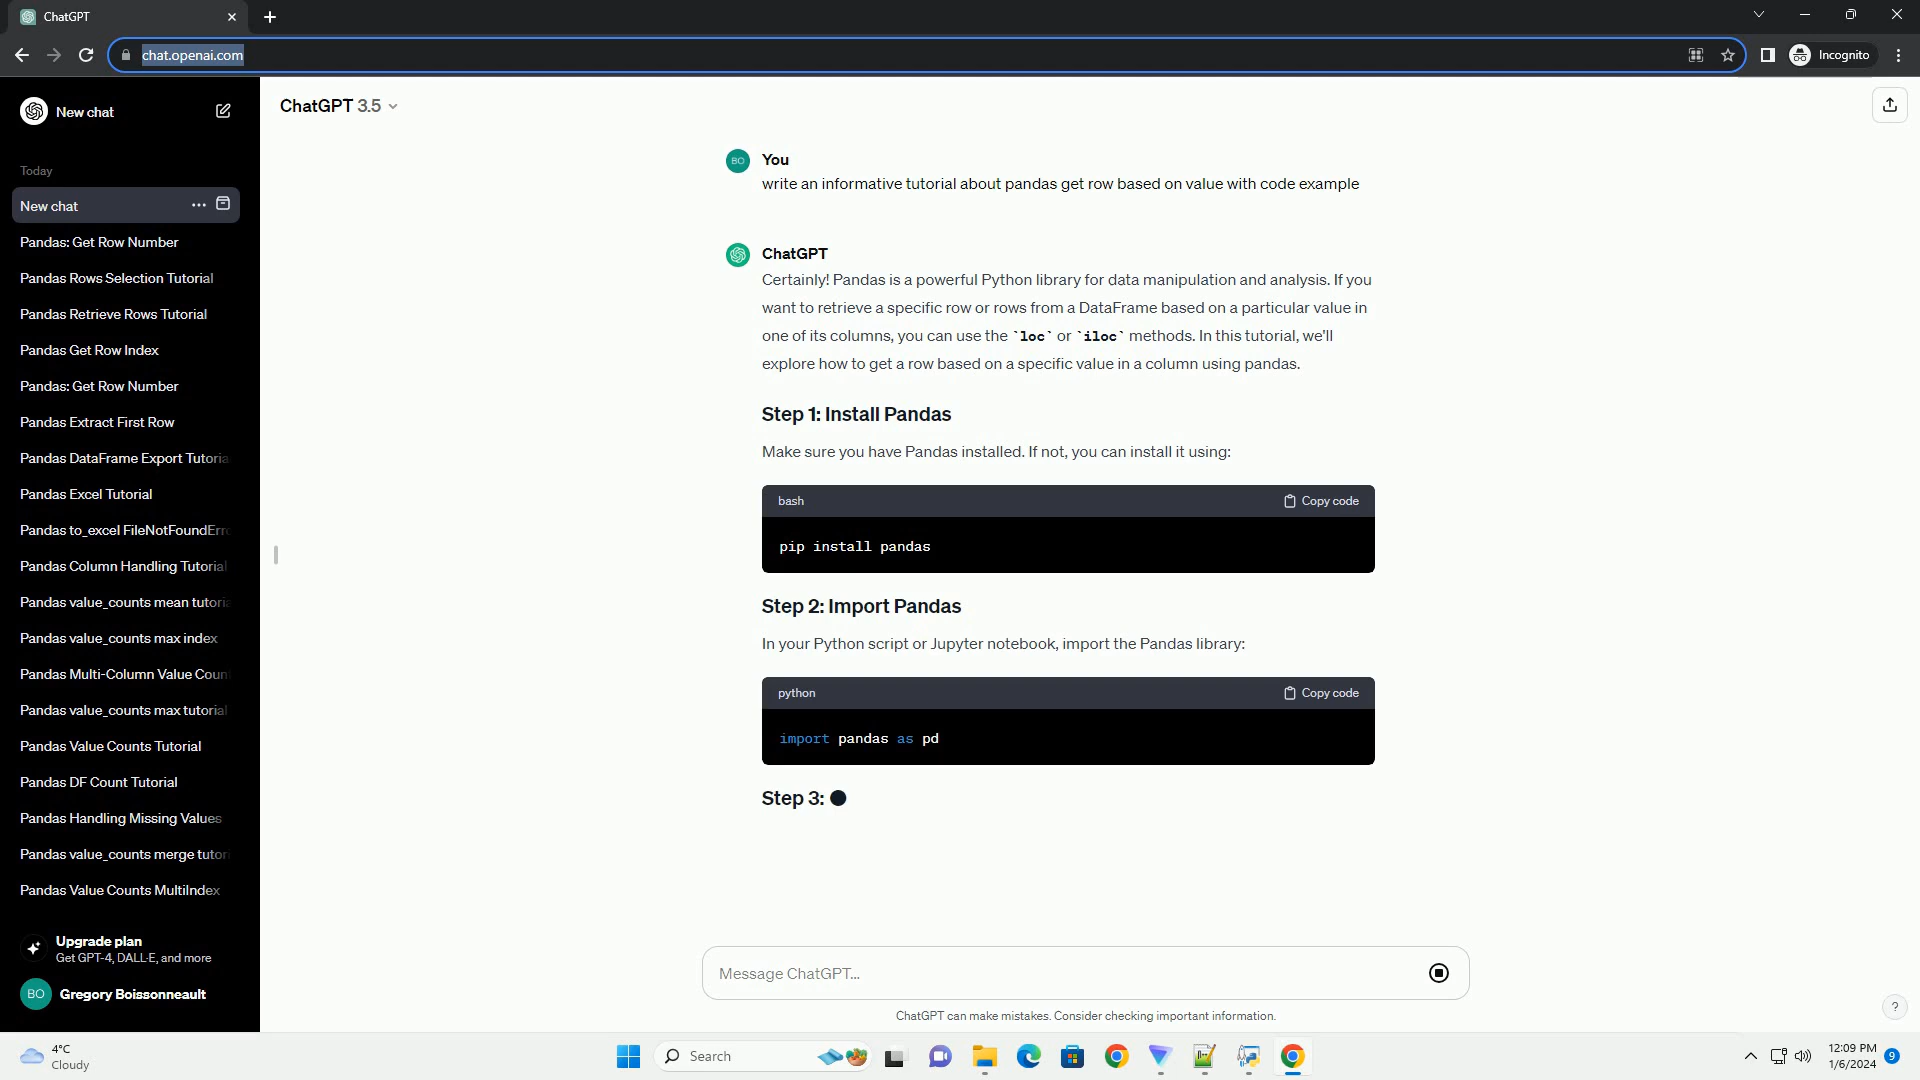 ChatGPT
chat.openai.com
Incognito
New chat
Today
New chat
Pandas: Get Row Number
Pandas Rows Selection Tutorial
Pandas Retrieve Rows Tutorial
Pandas Get Row Index
Pandas: Get Row Number
Pandas Extract First Row
Pandas DataFrame Export Tutoria
Pandas Excel Tutorial
Pandas to_excel FileNotFoundErro
Pandas Column Handling Tutorial
Pandas value_counts mean tutoria
Pandas value_counts max index
Pandas Multi-Column Value Coun
Pandas value_counts max tutorial
Pandas Value Counts Tutorial
Pandas DF Count Tutorial
Pandas Handling Missing Values
Pandas value_counts merge tutor
Pandas Value Counts MultiIndex
Upgrade plan
Get GPT-4, DALL·E, and more
BO
Gregory Boissonneault
ChatGPT 3.5
BO
You
write an informative tutorial about pandas get row based on value with code example
ChatGPT
Certainly! Pandas is a powerful Python library for data manipulation and analysis. If you
want to retrieve a specific row or rows from a DataFrame based on a particular value in
one of its columns, you can use the `loc` or `iloc` methods. In this tutorial, we'll
explore how to get a row based on a specific value in a column using pandas.
Step 1: Install Pandas
Make sure you have Pandas installed. If not, you can install it using:
bash
Copy code
pip install pandas
Step 2: Import Pandas
In your Python script or Jupyter notebook, import the Pandas library:
python
Copy code
import pandas as pd
Step 3:
Message ChatGPT...
ChatGPT can make mistakes. Consider checking important information.
?
4°C
Cloudy
Search
12:09 PM
1/6/2024
9